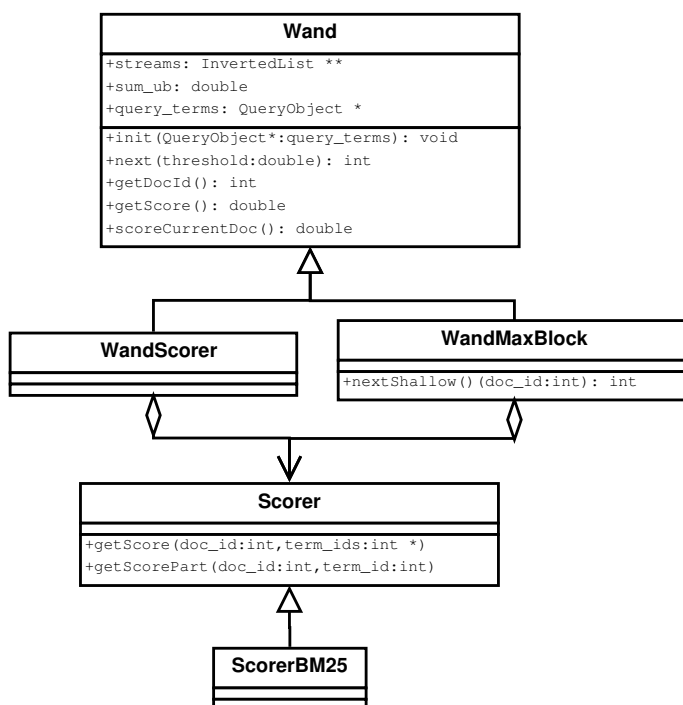 Wand
+streams: InvertedList **
+sum_ub: double
+query_terms: QueryObject *
+init(QueryObject*:query_terms): void
+next(threshold:double): int
+getDocId(): int
+getScore(): double
+scoreCurrentDoc(): double
WandScorer
WandMaxBlock
+nextShallow()(doc_id:int): int
Scorer
+getScore(doc_id:int,term_ids:int *)
+getScorePart(doc_id:int,term_id:int)
ScorerBM25